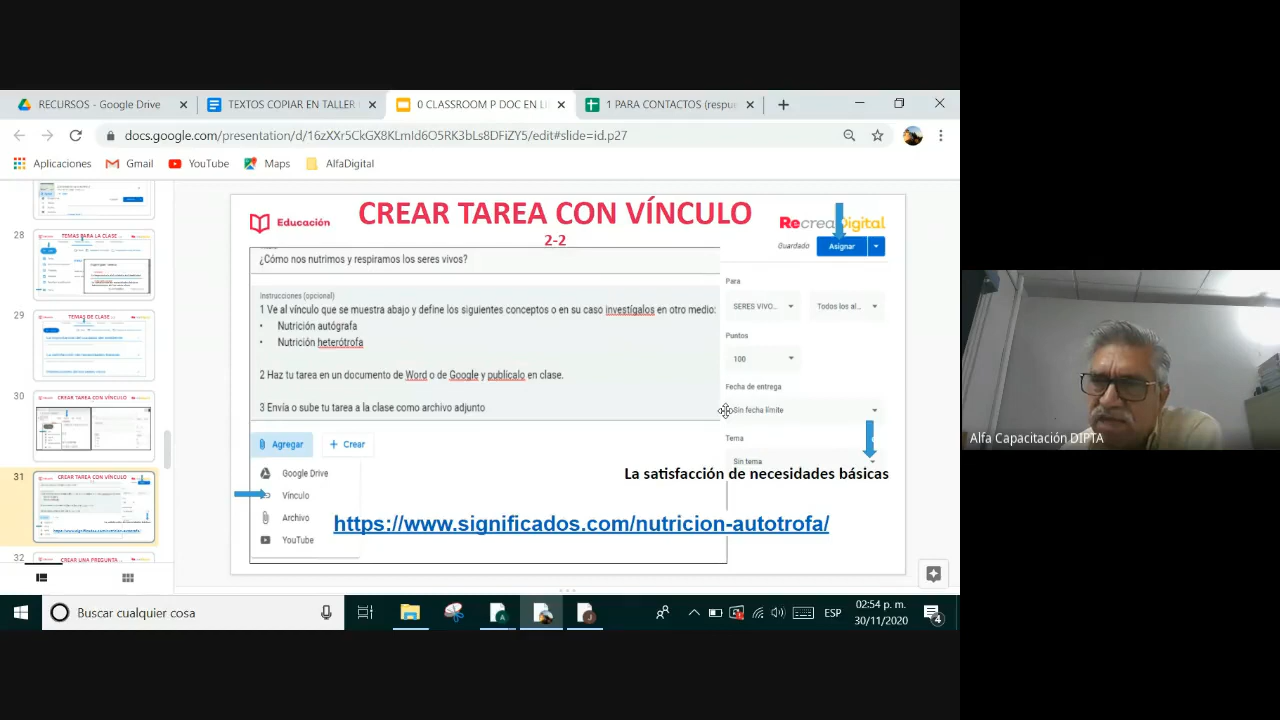 RECURSOS - Google Drive
TEXTOS COPIAR EN TALLER
0 CLASSROOM P DOC EN LI
1 PARA CONTACTOS (respue
docs.google.com/presentation/d/16zXXr5CkGX8KLmId6O5RK3bLs8DFiZY5/edit#slide=id.p27
Aplicaciones
Gmail
YouTube
Maps
AlfaDigital
28
TEMAS PARA LA CLASE
29
TEMAS DE CLASE
30
CREAR TAREA CON VÍNCULO
31
CREAR TAREA CON VÍNCULO
32
CREAR UNA PREGUNTA
Educación
CREAR TAREA CON VÍNCULO
2-2
RecreaDigital
Guardado
Asignar
¿Cómo nos nutrimos y respiramos los seres vivos?
Instrucciones (opcional)
1 Ve al vínculo que se muestra abajo y define los siguientes conceptos o en su caso investígalos en otro medio:
• Nutrición autógrafa
• Nutrición heterótrofa
2 Haz tu tarea en un documento de Word o de Google y publícalo en clase.
3 Envía o sube tu tarea a la clase como archivo adjunto
Para
SERES VIVO...
Todos los al...
Puntos
100
Fecha de entrega
Sin fecha límite
Tema
Sin tema
Agregar
+ Crear
Google Drive
Vínculo
Archivo
YouTube
La satisfacción de necesidades básicas
https://www.significados.com/nutricion-autotrofa/
Alfa Capacitación DIPTA
Buscar cualquier cosa
ESP
02:54 p. m.
30/11/2020
4